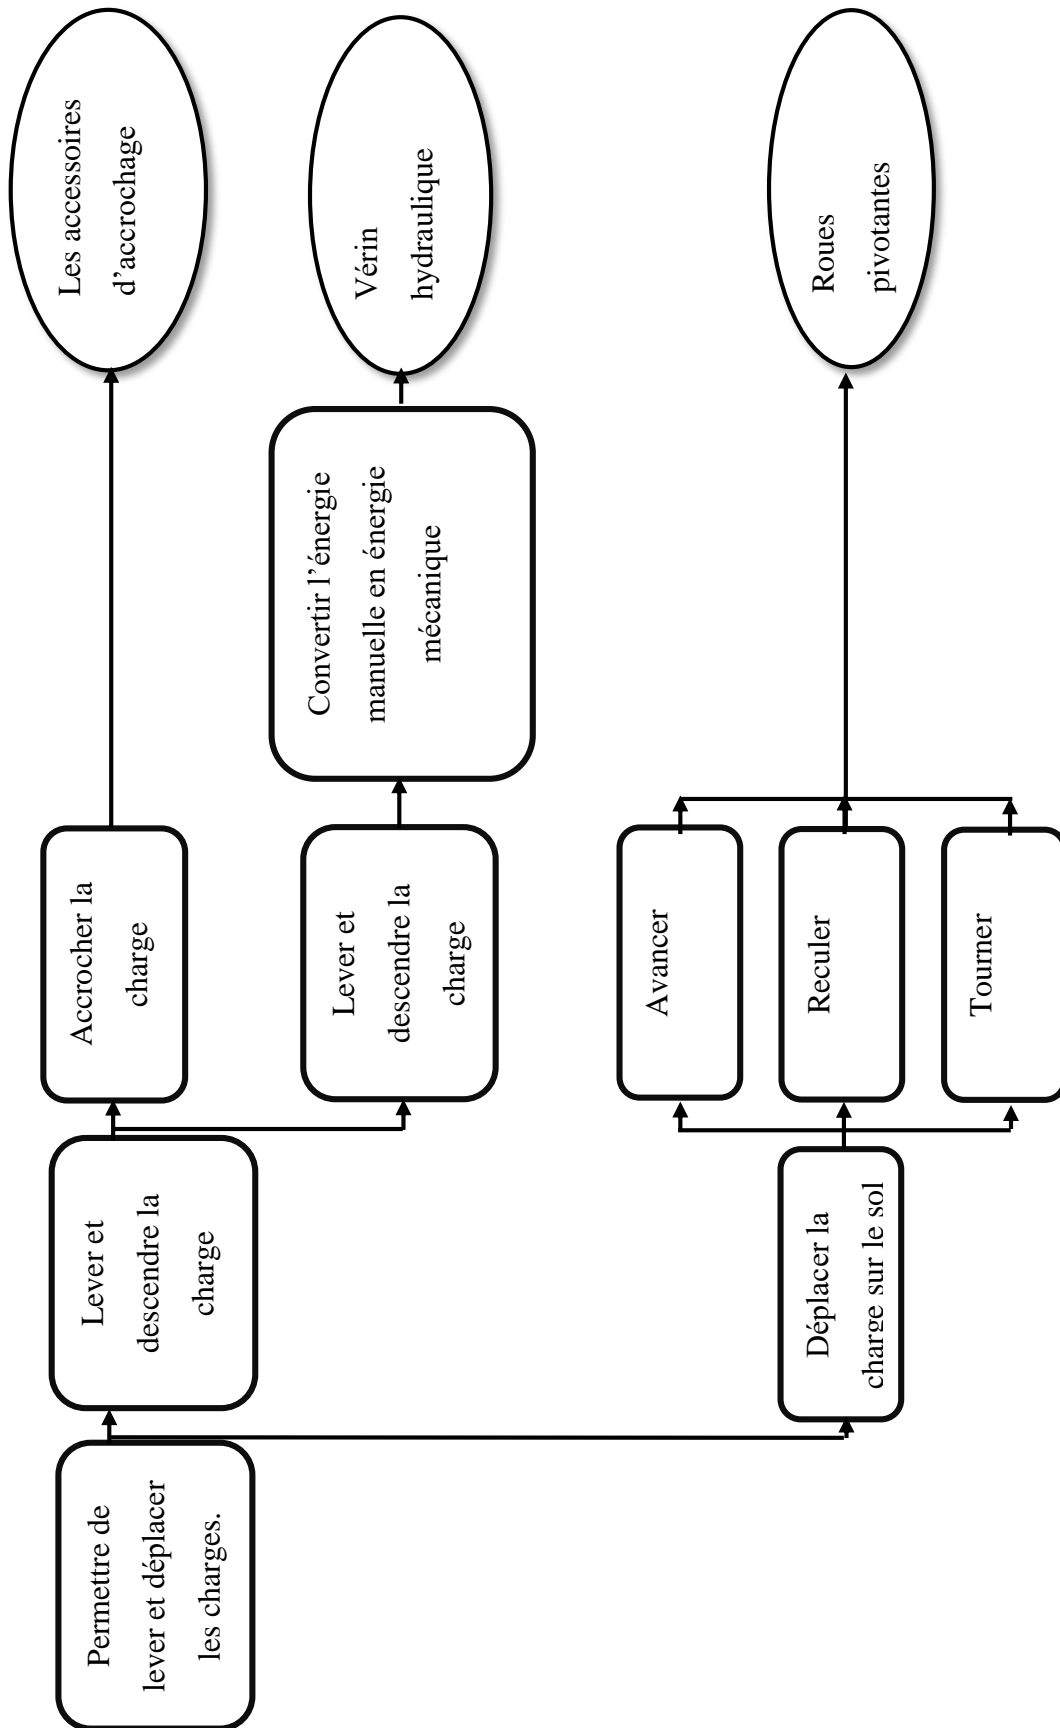 Permettre de
lever et déplacer
les charges.
Lever et
descendre la
charge
Accrocher la
charge
Les accessoires
d’accrochage
Lever et
descendre la
charge
Convertir l’énergie
manuelle en énergie
mécanique
Vérin
hydraulique
Déplacer la
charge sur le sol
Avancer
Reculer
Tourner
Roues
pivotantes